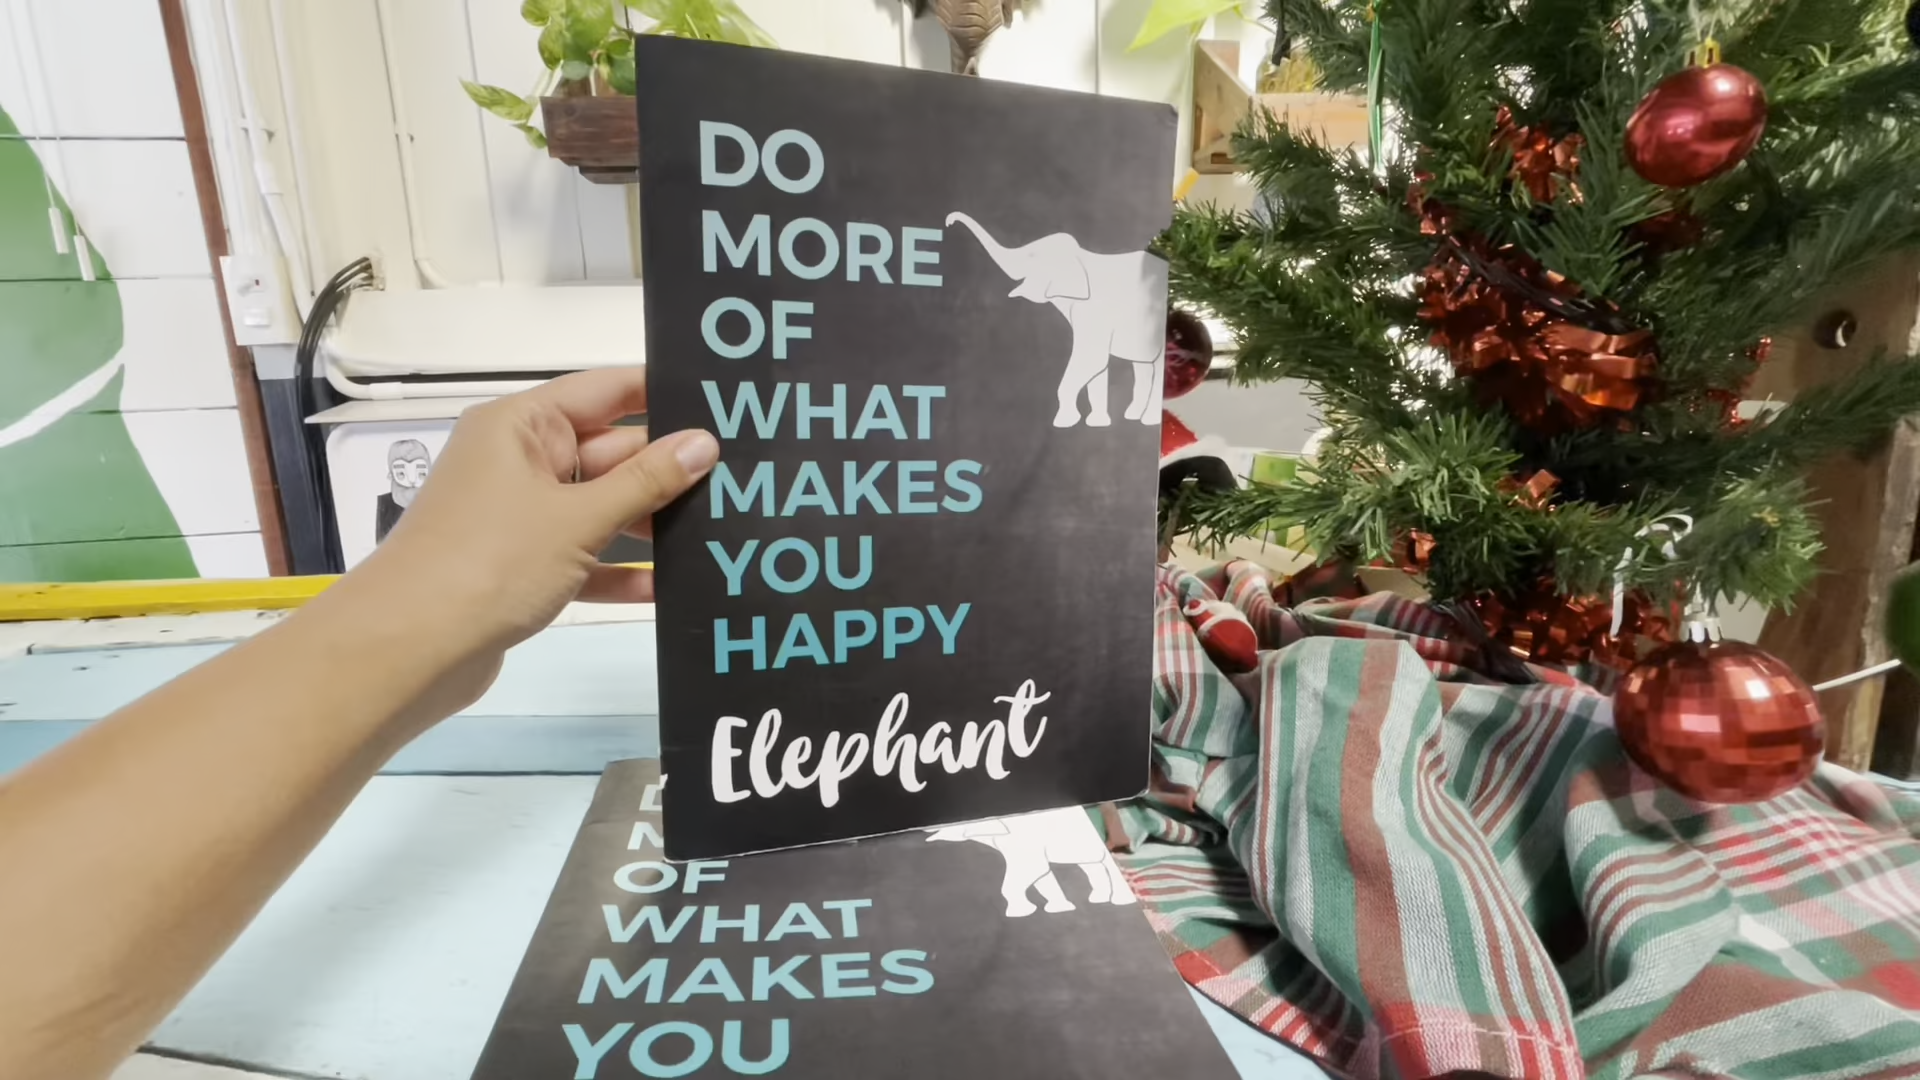 DO
MORE
OF
WHAT
MAKES
YOU
HAPPY
Elephant
OF
WHAT
MAKES
YOU